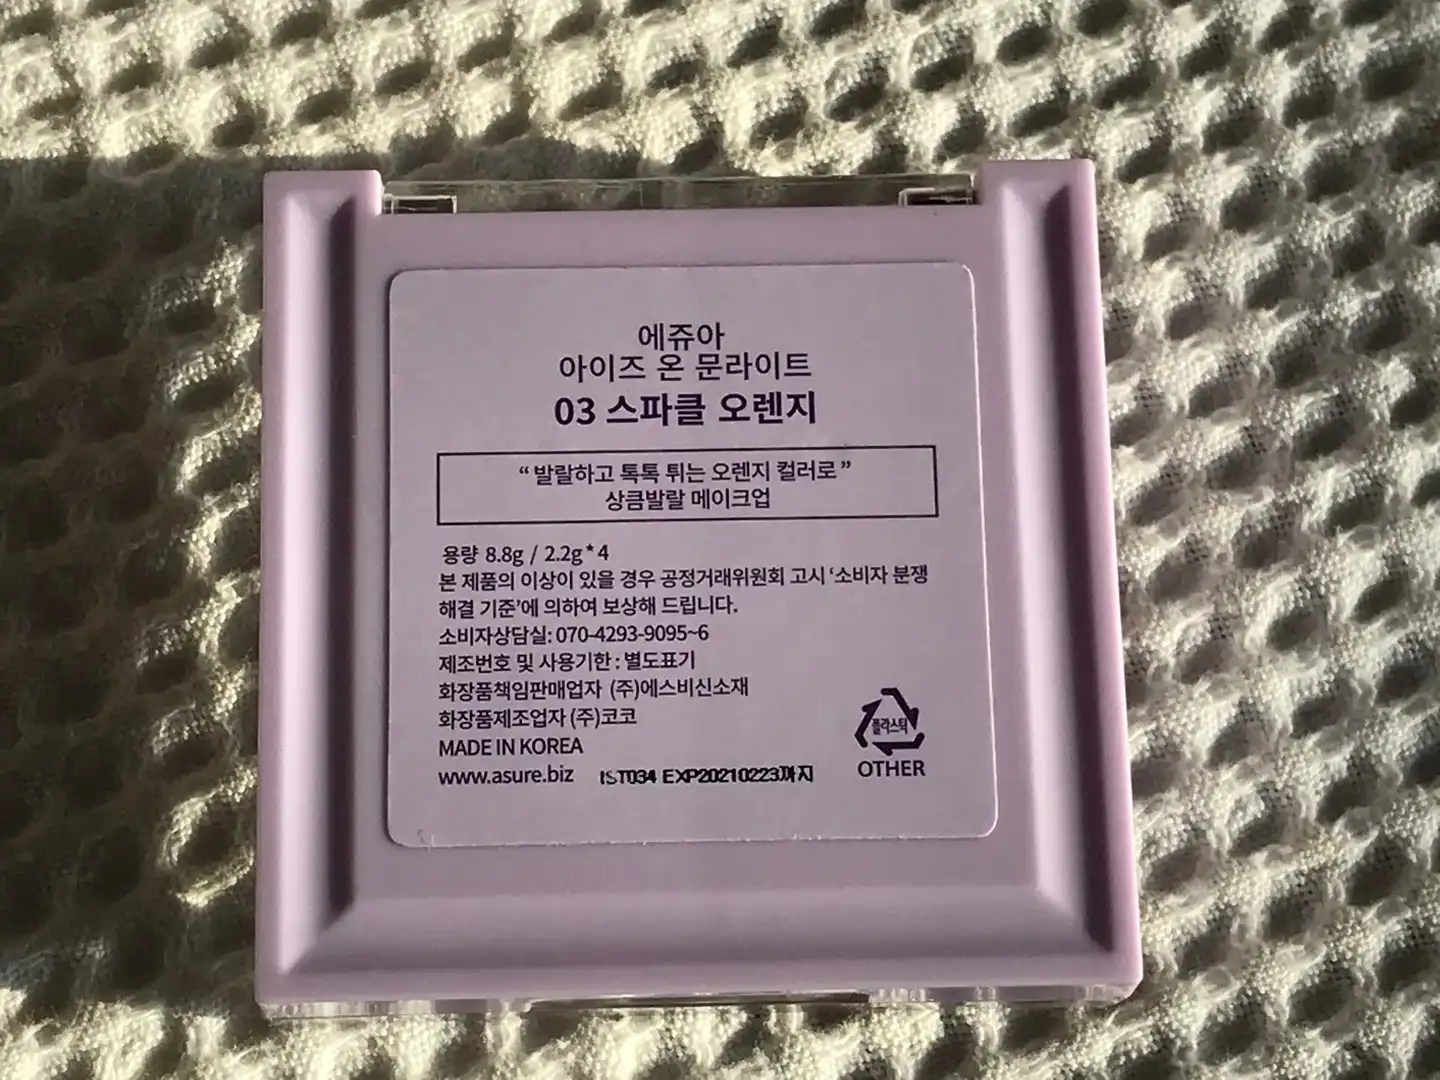 에쥬아
아이즈 온 문라이트
03 스파클 오렌지
“발랄하고 톡톡 튀는 오렌지 컬러로”
상큼발랄 메이크업
용량 8.8g / 2.2g*4
본 제품의 이상이 있을 경우 공정거래위원회 고시 ‘소비자 분쟁
해결 기준’에 의하여 보상해 드립니다.
소비자상담실: 070-4293-9095~6
제조번호 및 사용기한 : 별도표기
화장품책임판매업자 (주)에스비신소재
화장품제조업자 (주)코코
MADE IN KOREA
www.asure.biz IST034 EXP20210223까지
플라스틱
OTHER